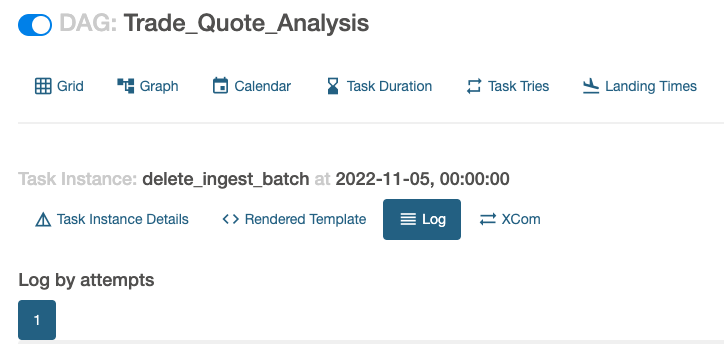 DAG: Trade_Quote_Analysis
Grid Graph Calendar Task Duration Task Tries Landing Times
Task Instance: delete_ingest_batch at 2022-11-05, 00:00:00
Task Instance Details <> Rendered Template Log XCom
Log by attempts
1